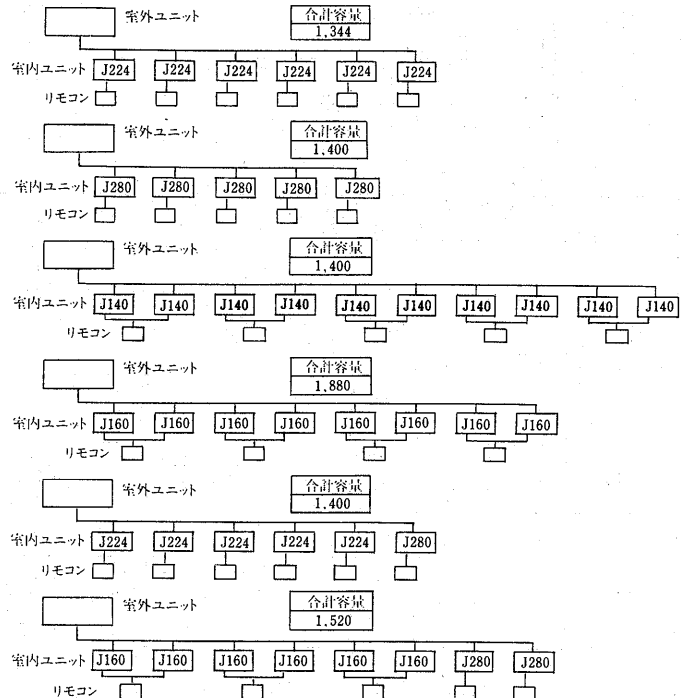 室外ユニット 合計容量
1,344
室内ユニット J224 J224 J224 J224 J224 J224
リモコン
室外ユニット 合計容量
1,400
室内ユニット J280 J280 J280 J280 J280
リモコン
室外ユニット 合計容量
1,400
室内ユニット J140 J140 J140 J140 J140 J140 J140 J140 J140 J140
リモコン
室外ユニット 合計容量
1,880
室内ユニット J160 J160 J160 J160 J160 J160 J160 J160
リモコン
室外ユニット 合計容量
1,400
室内ユニット J224 J224 J224 J224 J224 J280
リモコン
室外ユニット 合計容量
1,520
室内ユニット J160 J160 J160 J160 J160 J160 J280 J280
リモコン